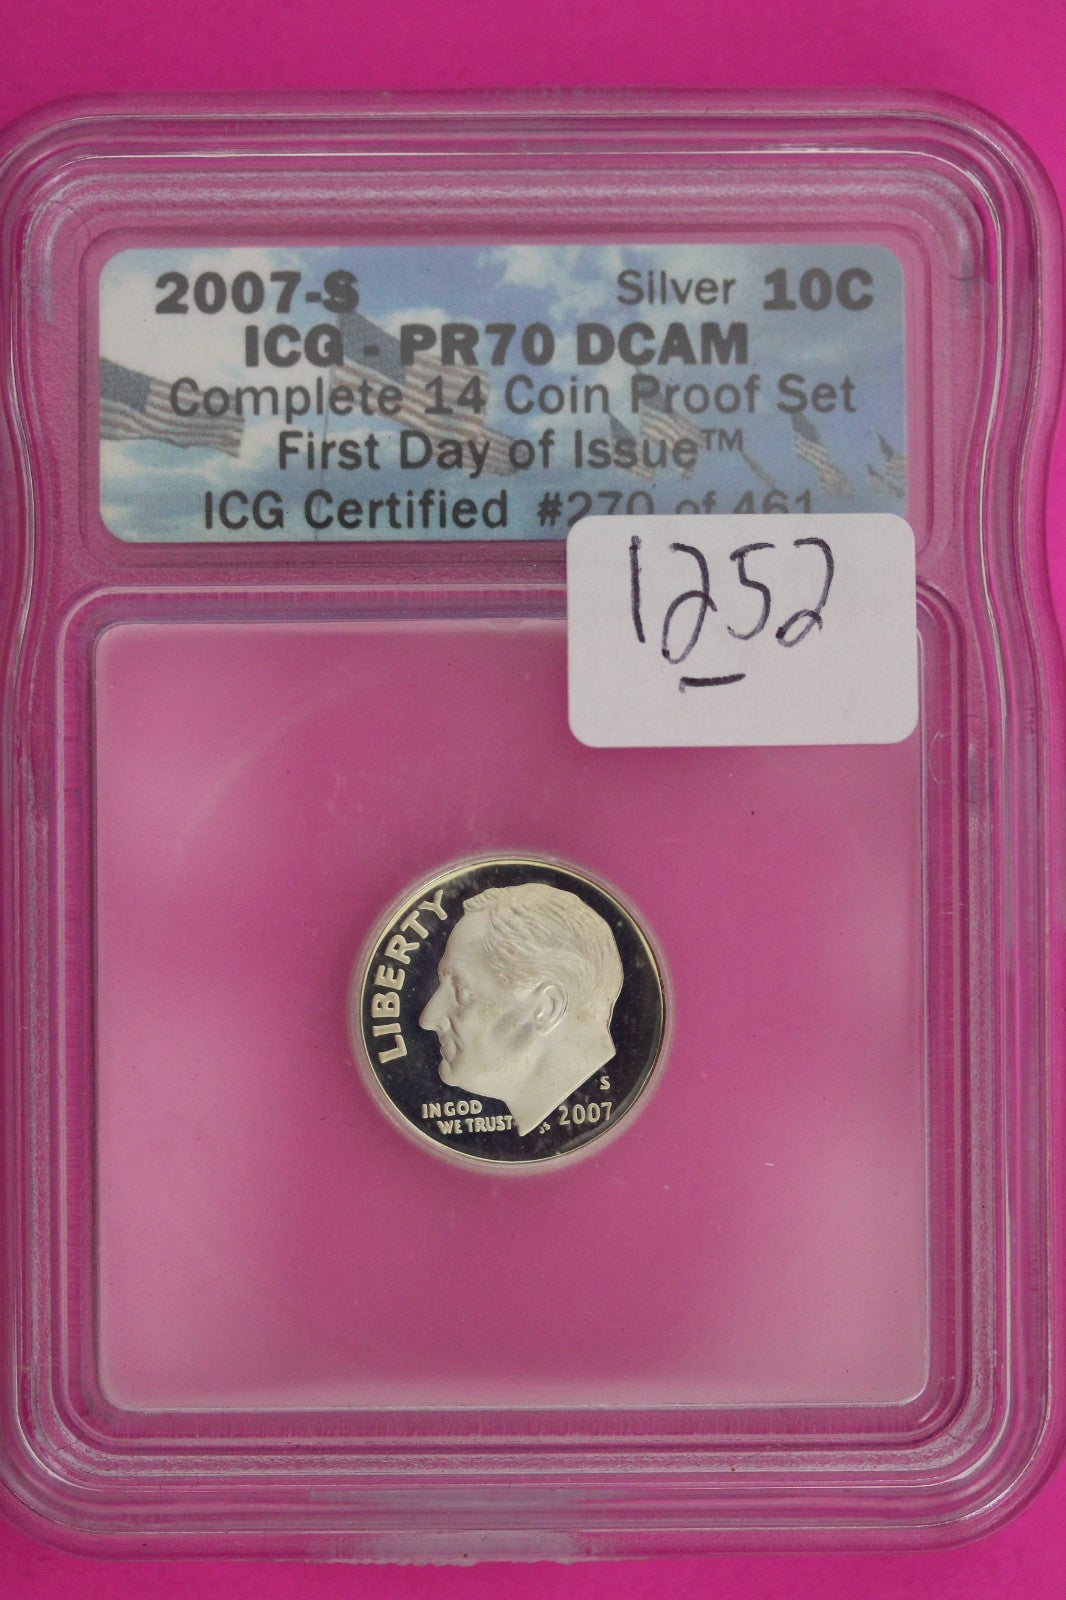 2007-S Silver 10C
ICG - PR70 DCAM
Complete 14 Coin Proof Set
First Day of Issue™
ICG Certified #270 of 461
1252
LIBERTY
S
IN GOD
WE TRUST
JS 2007